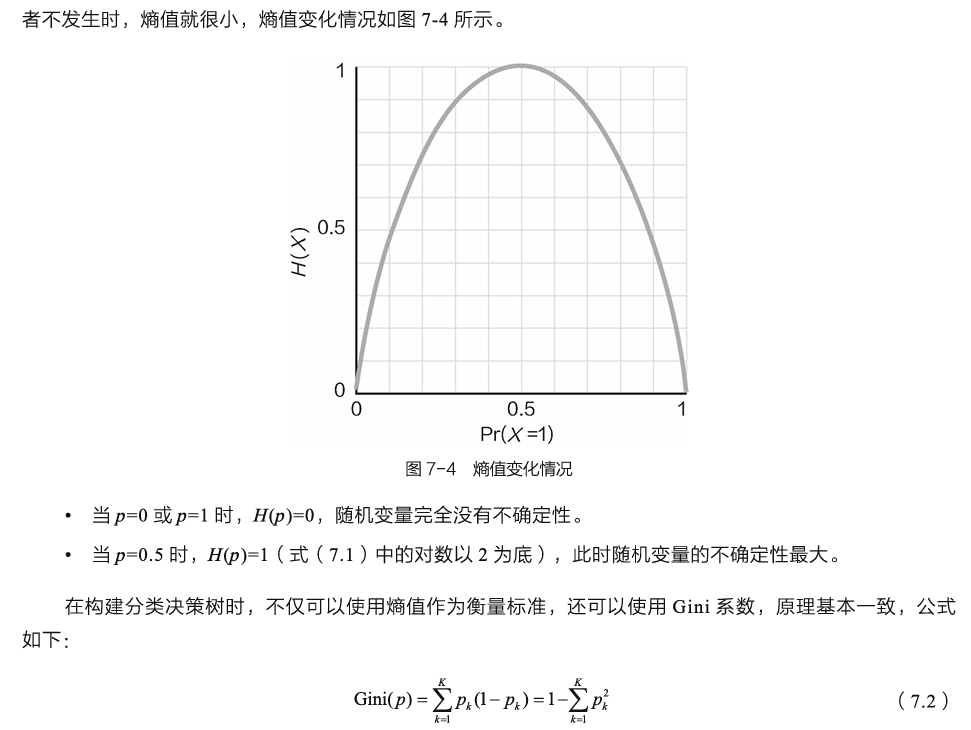 者不发生时，熵值就很小，熵值变化情况如图 7-4 所示。
1
0.5
H(X)
0
0 0.5 1
Pr(X=1)
图 7-4 熵值变化情况
• 当 p=0 或 p=1 时，H(p)=0，随机变量完全没有不确定性。
• 当 p=0.5 时，H(p)=1（式（7.1）中的对数以 2 为底），此时随机变量的不确定性最大。
在构建分类决策树时，不仅可以使用熵值作为衡量标准，还可以使用 Gini 系数，原理基本一致，公式
如下：
Gini(p) = ∑_{k=1}^{K} p_k(1−p_k) = 1−∑_{k=1}^{K} p_k^2 （7.2）